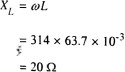 X_L = ωL
= 314 × 63.7 × 10⁻³
= 20 Ω